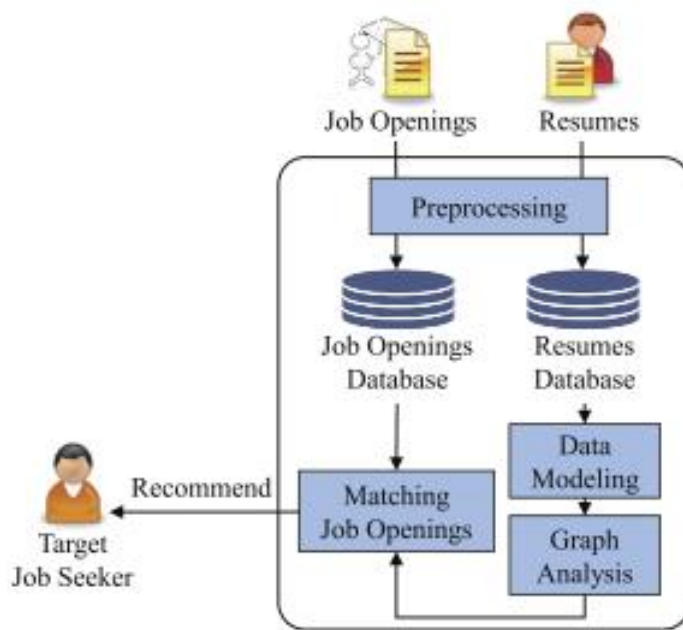 Job Openings
Resumes
Preprocessing
Job Openings
Database
Resumes
Database
Data
Modeling
Recommend
Matching
Job Openings
Graph
Analysis
Target
Job Seeker